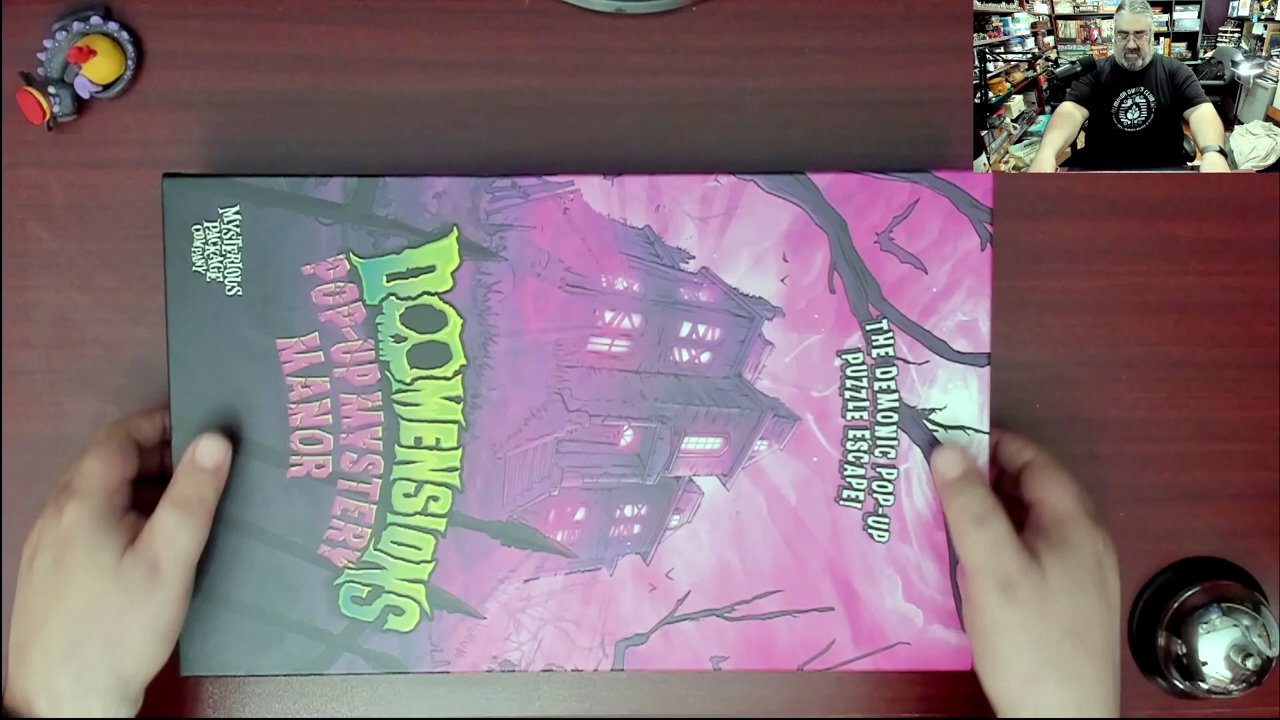 THE DEMONIC POP-UP
PUZZLE ESCAPE!
DOOMENSIONS
POP-UP MYSTERY
MANOR
MYSTERIOUS
PACKAGE
COMPANY